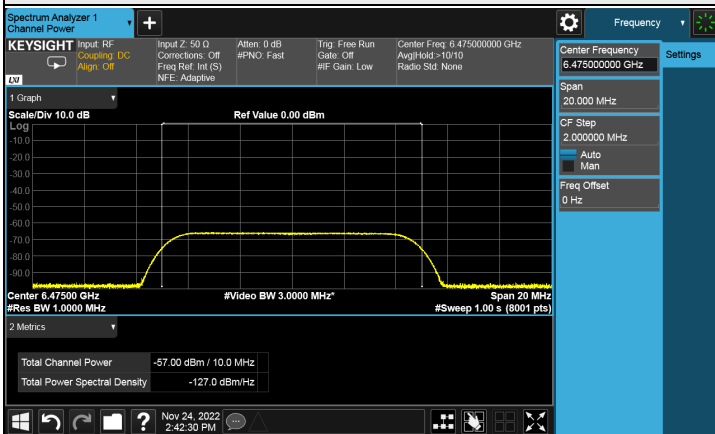 Spectrum Analyzer 1
Channel Power
+
Frequency
KEYSIGHT
Input: RF
Coupling: DC
Align: Off
Input Z: 50 Ω
Corrections: Off
Freq Ref: Int (S)
NFE: Adaptive
Atten: 0 dB
#PNO: Fast
Trig: Free Run
Gate: Off
#IF Gain: Low
Center Freq: 6.475000000 GHz
Avg|Hold:>10/10
Radio Std: None
LXI
Center Frequency
6.475000000 GHz
Settings
Span
20.000 MHz
CF Step
2.000000 MHz
Auto
Man
Freq Offset
0 Hz
1 Graph
Scale/Div 10.0 dB
Ref Value 0.00 dBm
Log
-10.0
-20.0
-30.0
-40.0
-50.0
-60.0
-70.0
-80.0
-90.0
Center 6.47500 GHz
#Video BW 3.0000 MHz*
Span 20 MHz
#Res BW 1.0000 MHz
#Sweep 1.00 s (8001 pts)
2 Metrics
Total Channel Power -57.00 dBm / 10.0 MHz
Total Power Spectral Density -127.0 dBm/Hz
?
Nov 24, 2022
2:42:30 PM